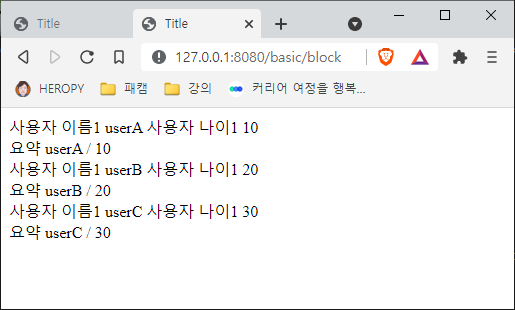 Title
Title
127.0.0.1:8080/basic/block
HEROPY 패캠 강의 커리어 여정을 행복...
사용자 이름1 userA 사용자 나이1 10
요약 userA / 10
사용자 이름1 userB 사용자 나이1 20
요약 userB / 20
사용자 이름1 userC 사용자 나이1 30
요약 userC / 30